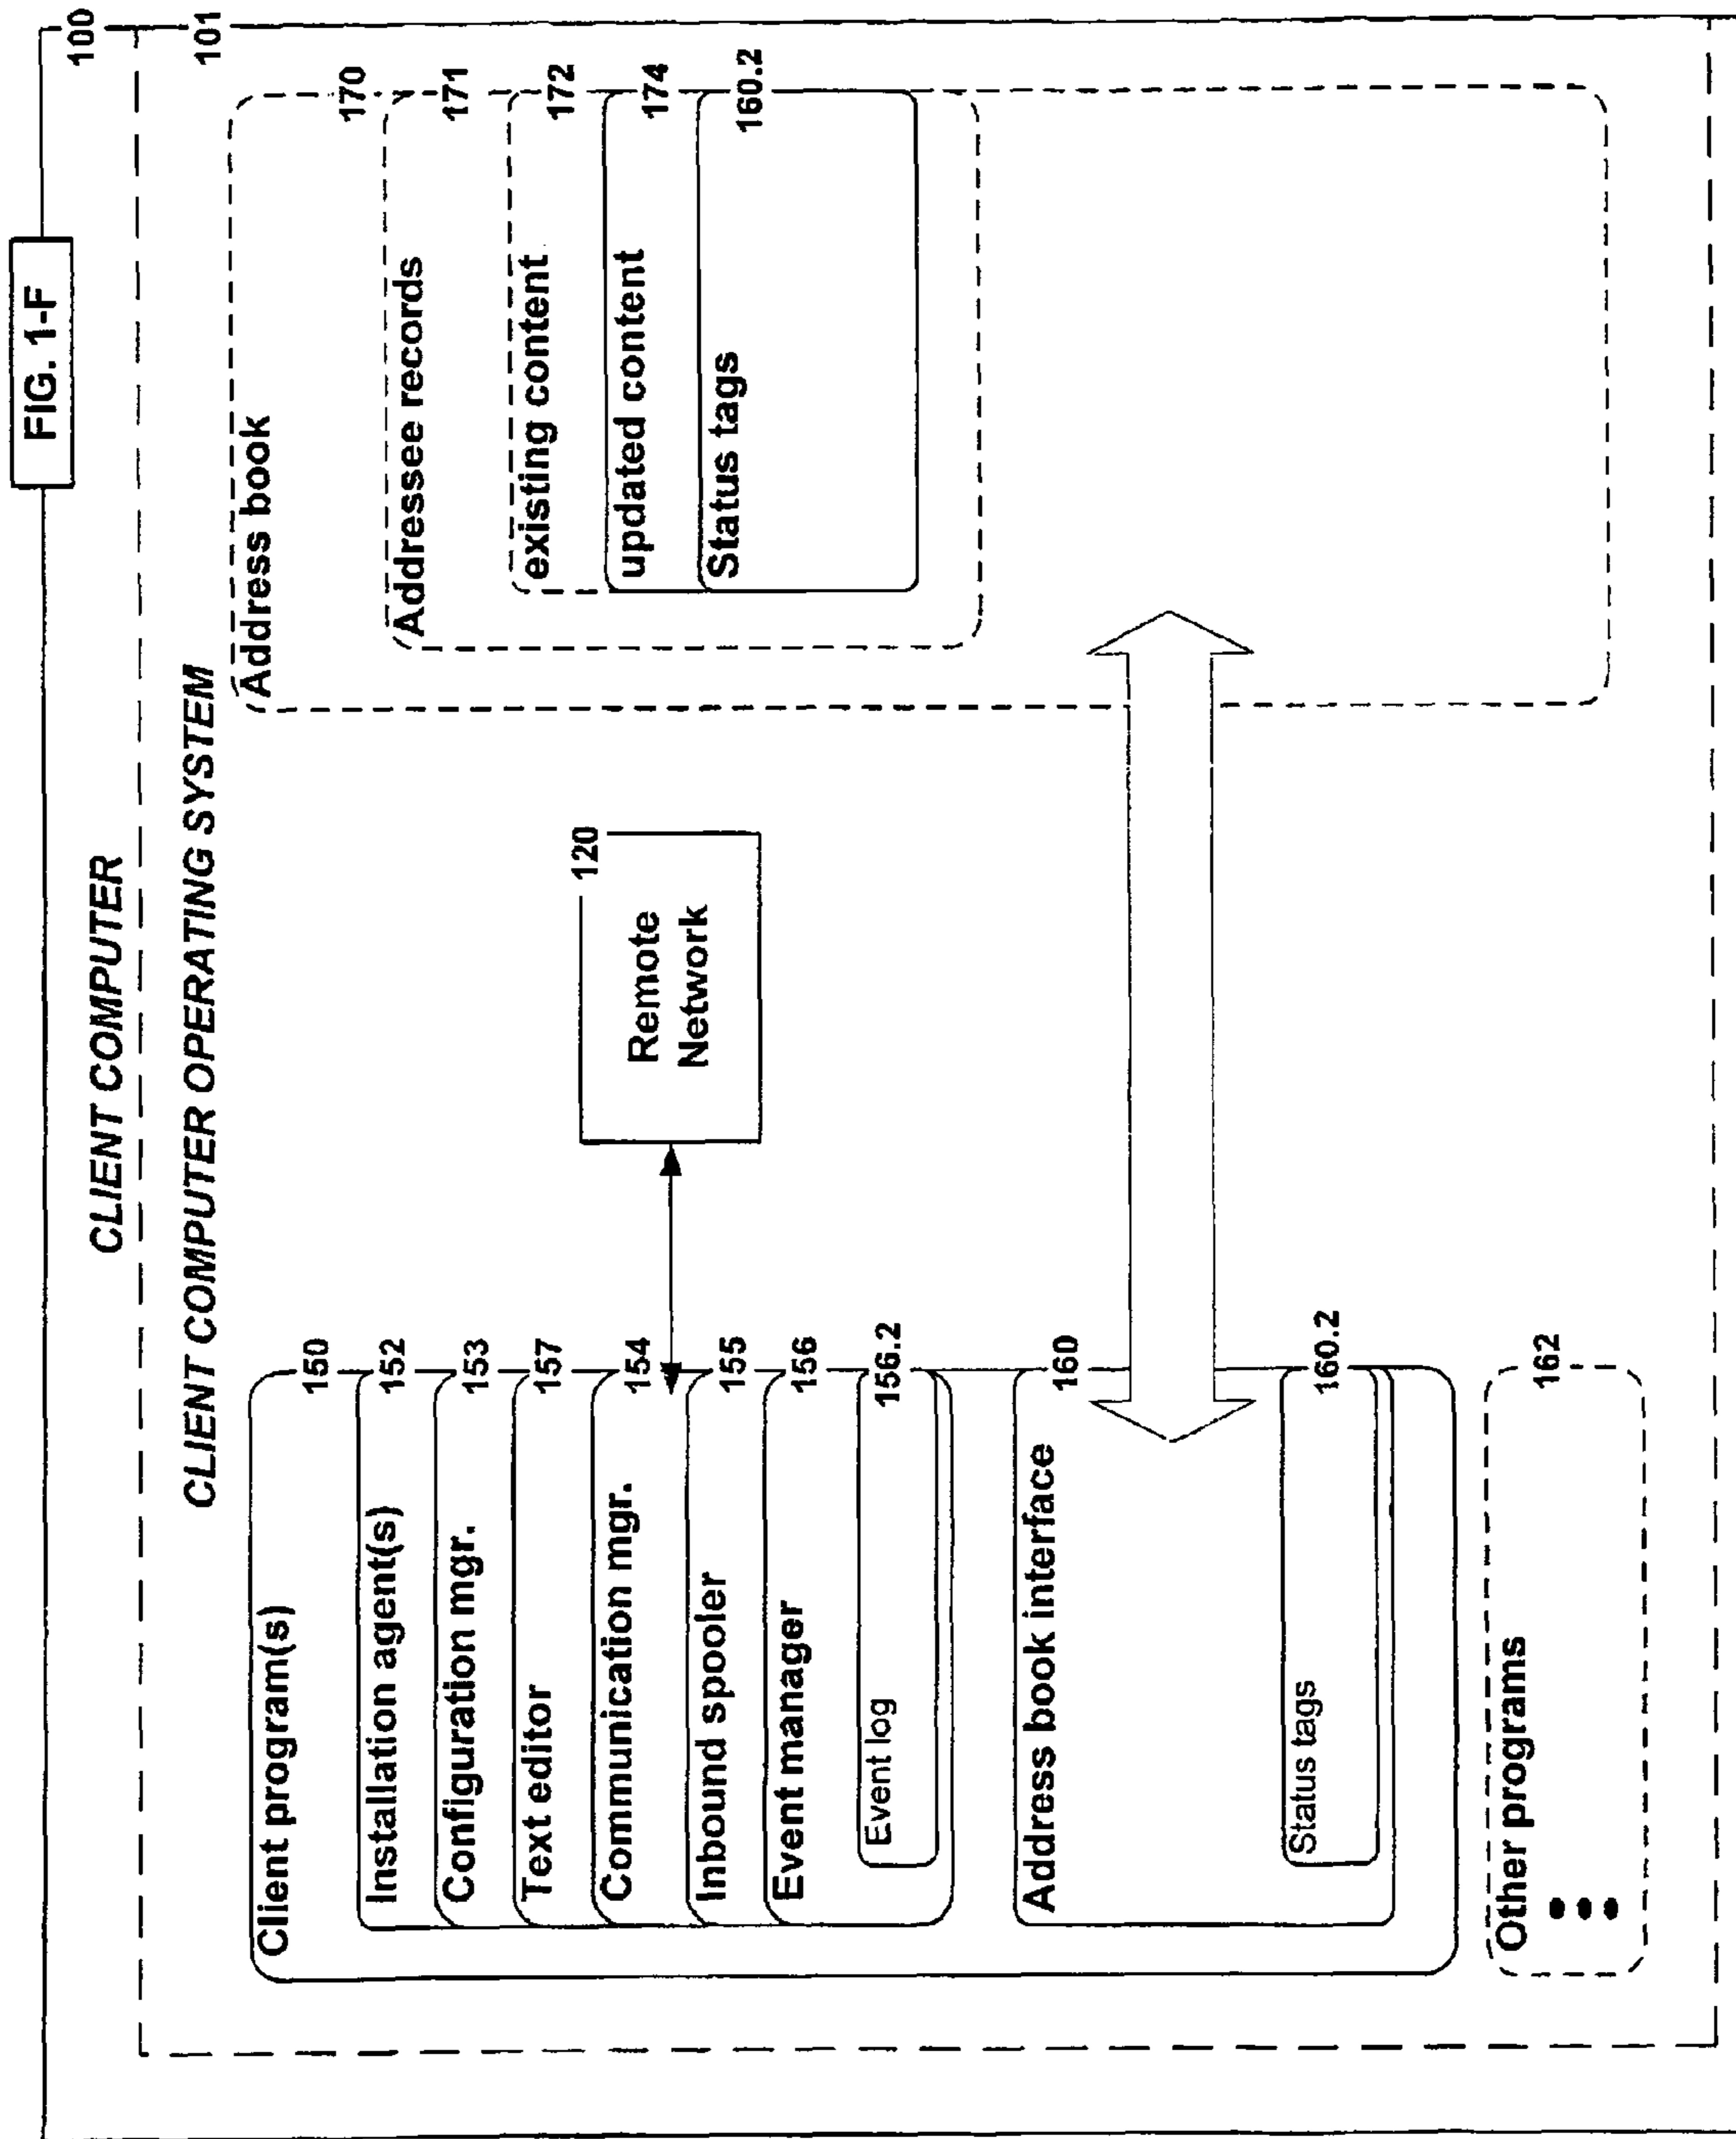 FIG. 1-F
100
CLIENT COMPUTER
101
CLIENT COMPUTER OPERATING SYSTEM
Client program(s)
150
Installation agent(s)
152
Configuration mgr.
153
Text editor
157
Communication mgr.
154
Inbound spooler
155
Event manager
156
Event log
156.2
Address book interface
160
Status tags
160.2
Other programs
162
120
Remote
Network
Address book
170
Addressee records
171
existing content
172
updated content
174
Status tags
160.2